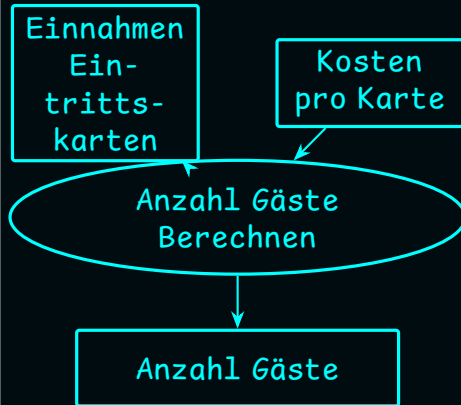 Einnahmen
Ein-
tritts-
karten
Kosten
pro Karte
Anzahl Gäste
Berechnen
Anzahl Gäste